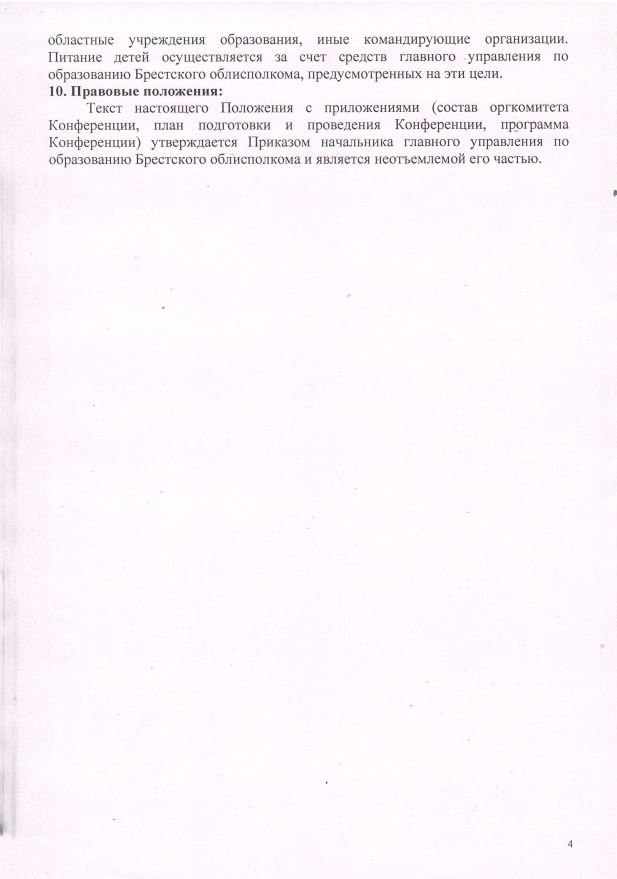 областные учреждения образования, иные командирующие организации.
Питание детей осуществляется за счет средств главного управления по
образованию Брестского облисполкома, предусмотренных на эти цели.
10. Правовые положения:
Текст настоящего Положения с приложениями (состав оргкомитета
Конференции, план подготовки и проведения Конференции, программа
Конференции) утверждается Приказом начальника главного управления по
образованию Брестского облисполкома и является неотъемлемой его частью.
4